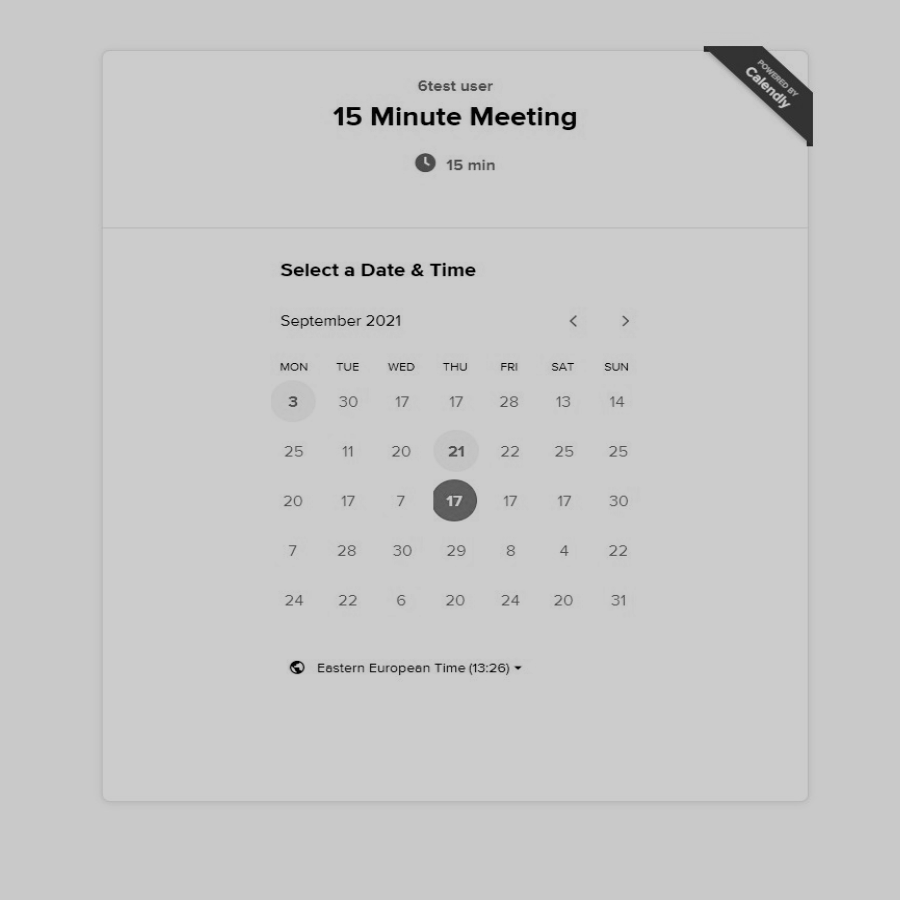 POWERED BY
Calendly
6test user
15 Minute Meeting
15 min
Select a Date & Time
September 2021
MON TUE WED THU FRI SAT SUN
3 30 17 17 28 13 14
25 11 20 21 22 25 25
20 17 7 17 17 17 30
7 28 30 29 8 4 22
24 22 6 20 24 20 31
Eastern European Time (13:26)